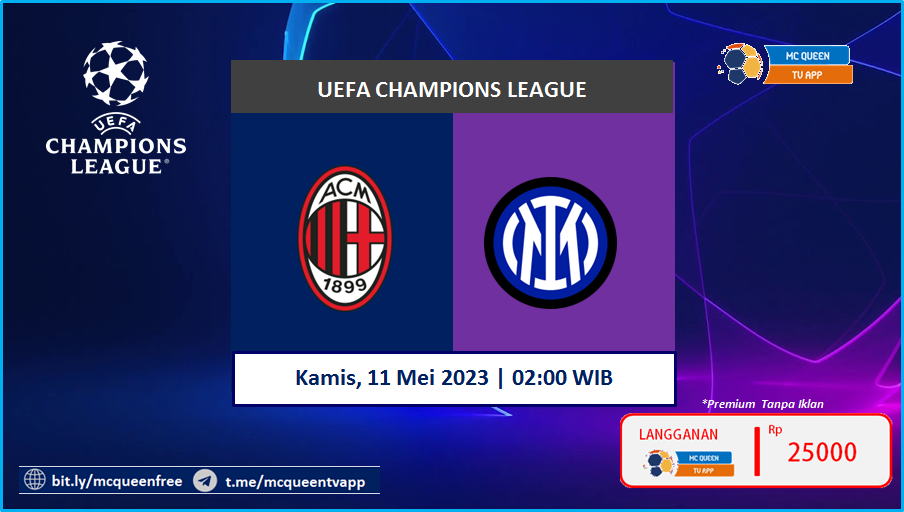 UEFA
CHAMPIONS
LEAGUE®
MC QUEEN
TV APP
UEFA CHAMPIONS LEAGUE
ACM
1899
IM
Kamis, 11 Mei 2023 | 02:00 WIB
*Premium Tanpa Iklan
LANGGANAN
MC QUEEN
TV APP
Rp
25000
bit.ly/mcqueenfree
t.me/mcqueentvapp